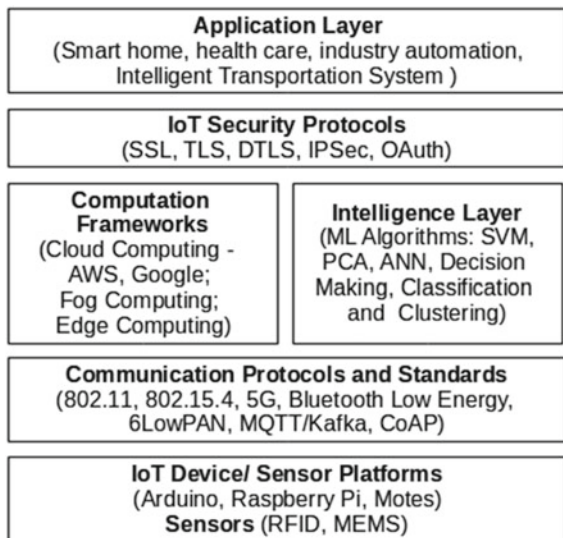 Application Layer
(Smart home, health care, industry automation,
Intelligent Transportation System )
IoT Security Protocols
(SSL, TLS, DTLS, IPSec, OAuth)
Computation
Frameworks
(Cloud Computing -
AWS, Google;
Fog Computing;
Edge Computing)
Intelligence Layer
(ML Algorithms: SVM,
PCA, ANN, Decision
Making, Classification
and Clustering)
Communication Protocols and Standards
(802.11, 802.15.4, 5G, Bluetooth Low Energy,
6LowPAN, MQTT/Kafka, CoAP)
IoT Device/ Sensor Platforms
(Arduino, Raspberry Pi, Motes)
Sensors (RFID, MEMS)